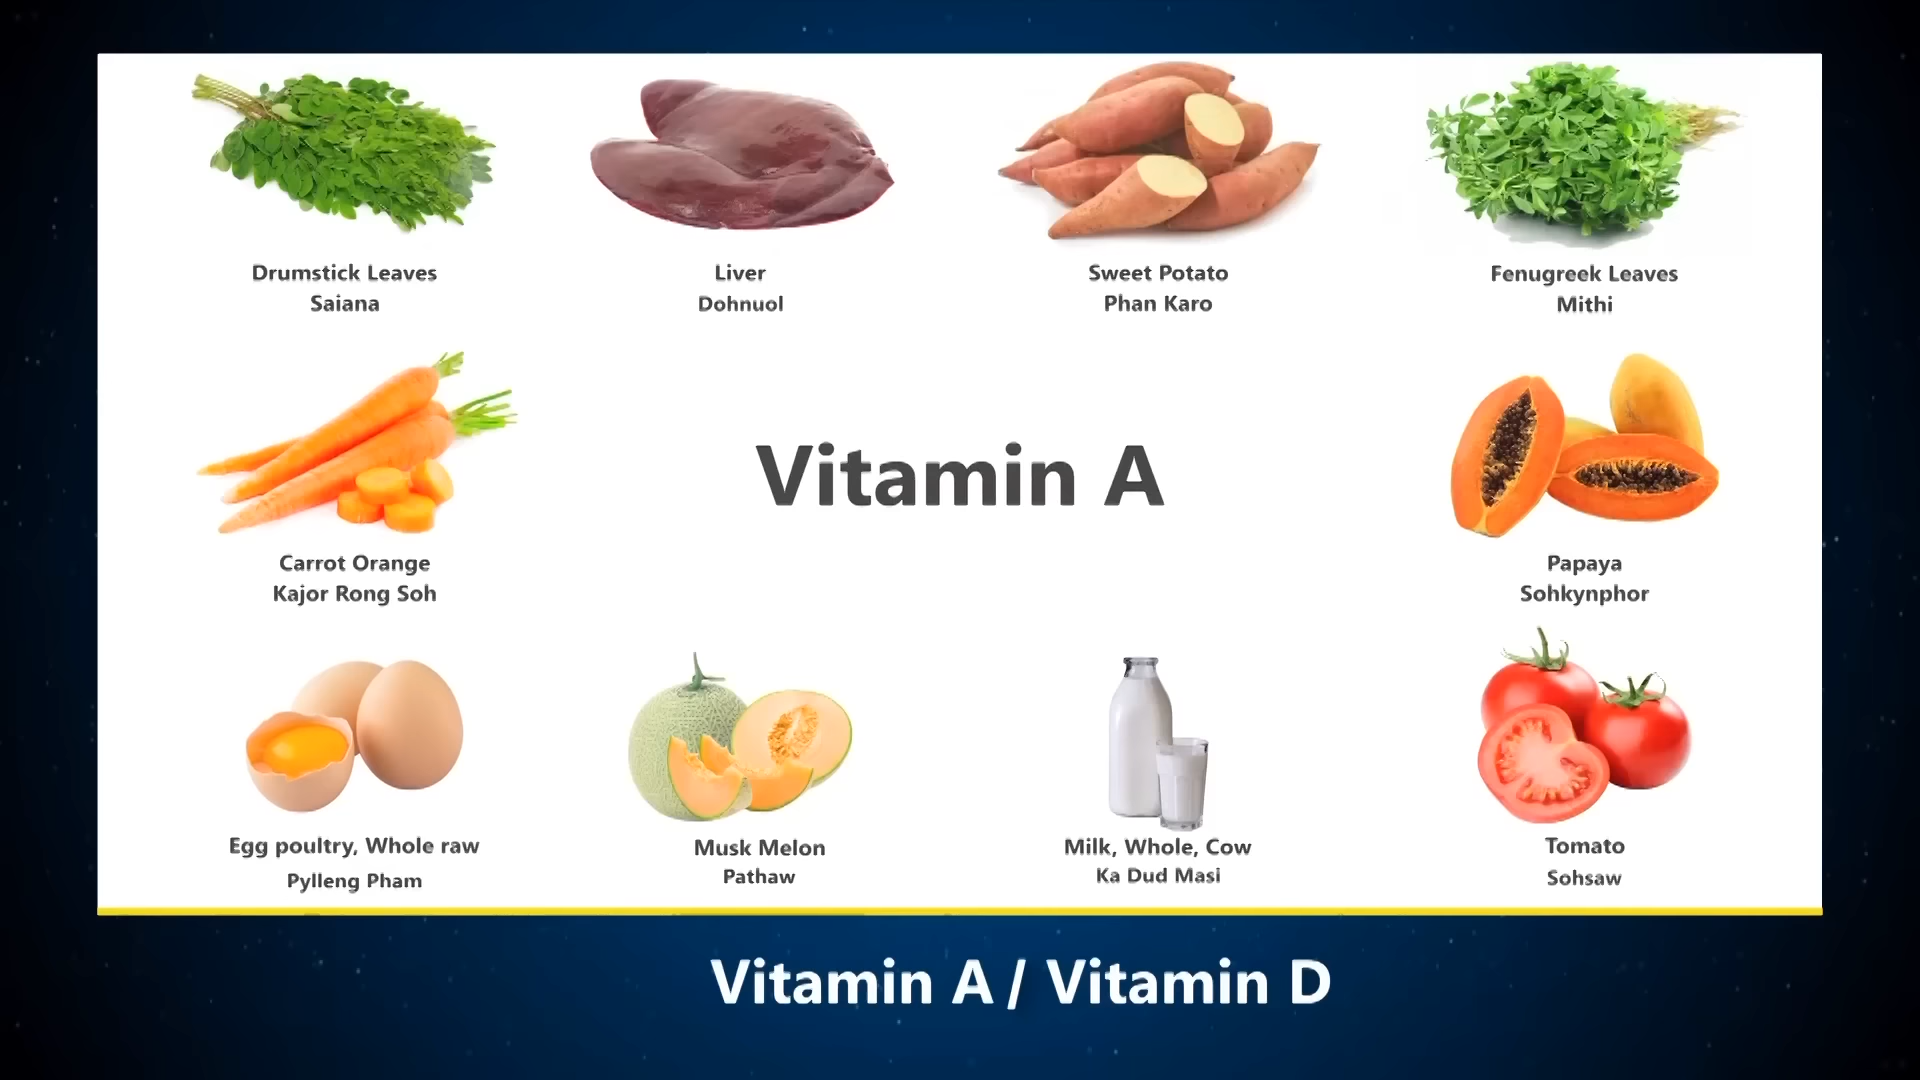 Drumstick Leaves
Saiana
Liver
Dohnuol
Sweet Potato
Phan Karo
Fenugreek Leaves
Mithi
Carrot Orange
Kajor Rong Soh
Vitamin A
Papaya
Sohkynphor
Egg poultry, Whole raw
Pylleng Pham
Musk Melon
Pathaw
Milk, Whole, Cow
Ka Dud Masi
Tomato
Sohsaw
Vitamin A / Vitamin D